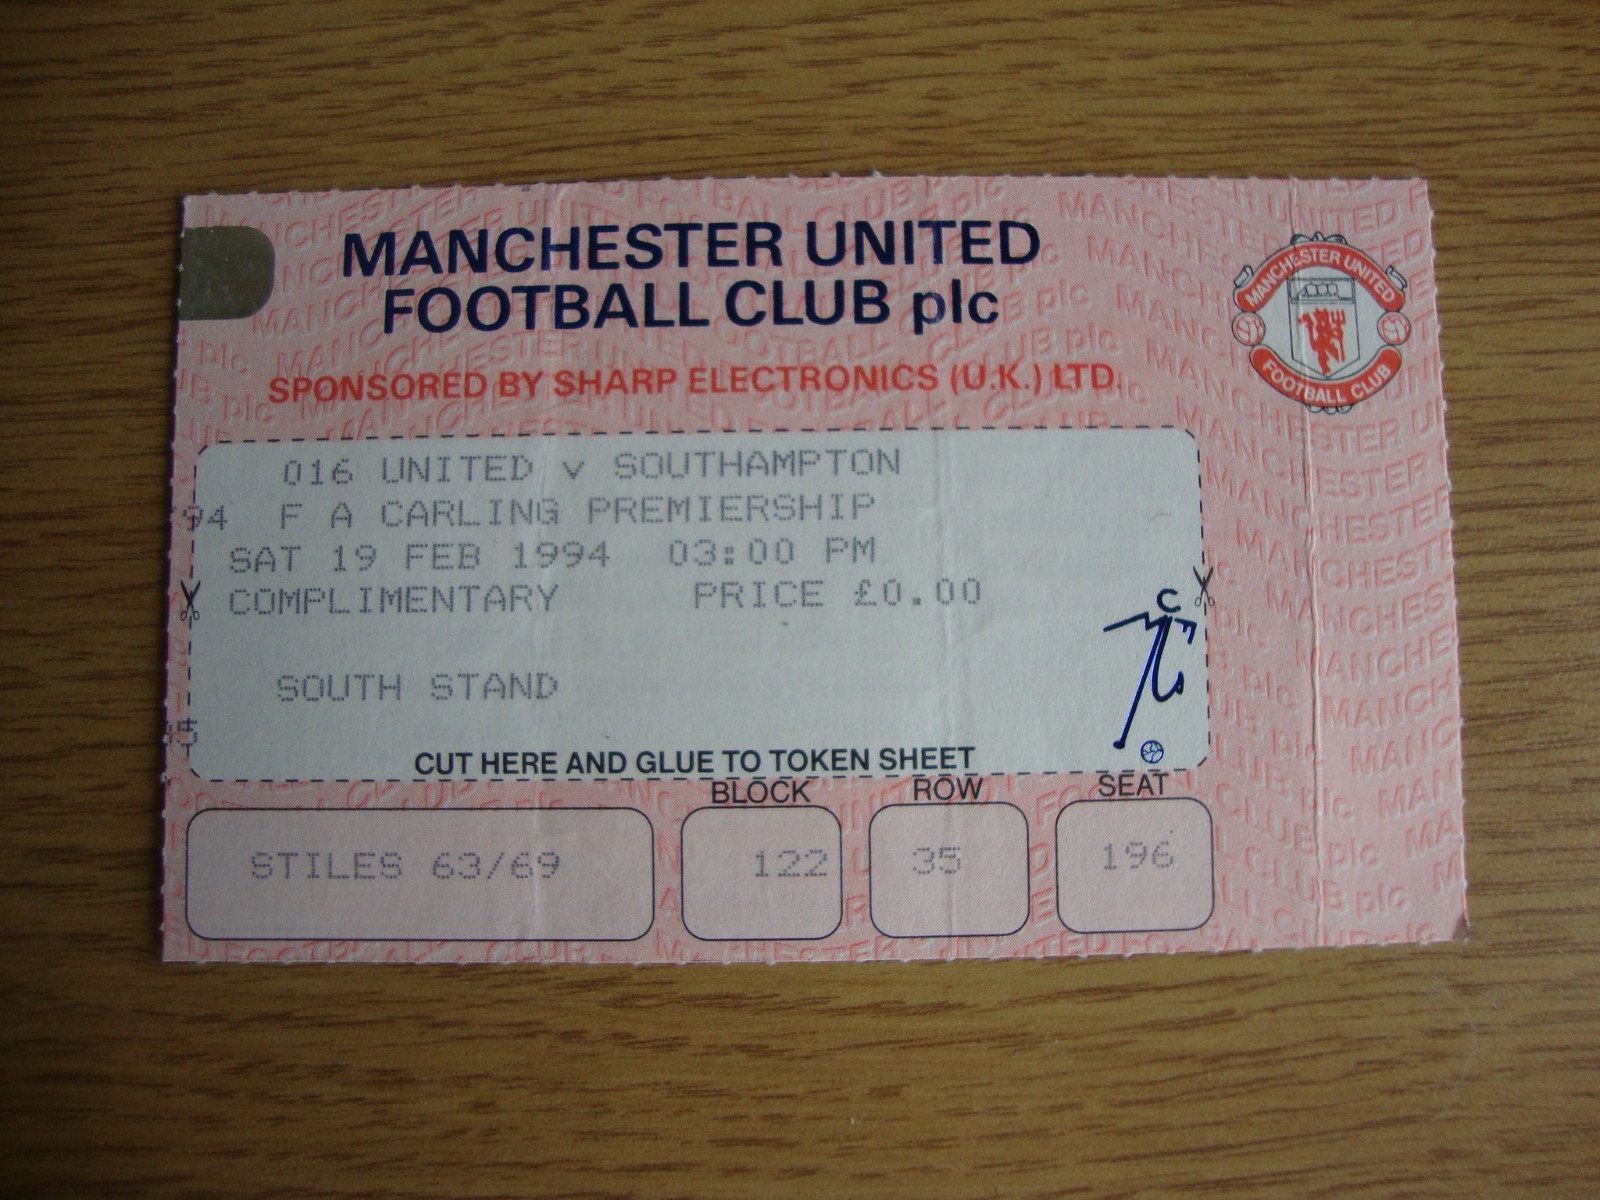 MANCHESTER UNITED
FOOTBALL CLUB plc
SPONSORED BY SHARP ELECTRONICS (U.K.) LTD.
MANCHESTER UNITED
FOOTBALL CLUB
016 UNITED v SOUTHAMPTON
'94 F A CARLING PREMIERSHIP
SAT 19 FEB 1994 03:00 PM
COMPLIMENTARY PRICE £0.00
SOUTH STAND
CUT HERE AND GLUE TO TOKEN SHEET
BLOCK ROW SEAT
STILES 63/69 122 35 196